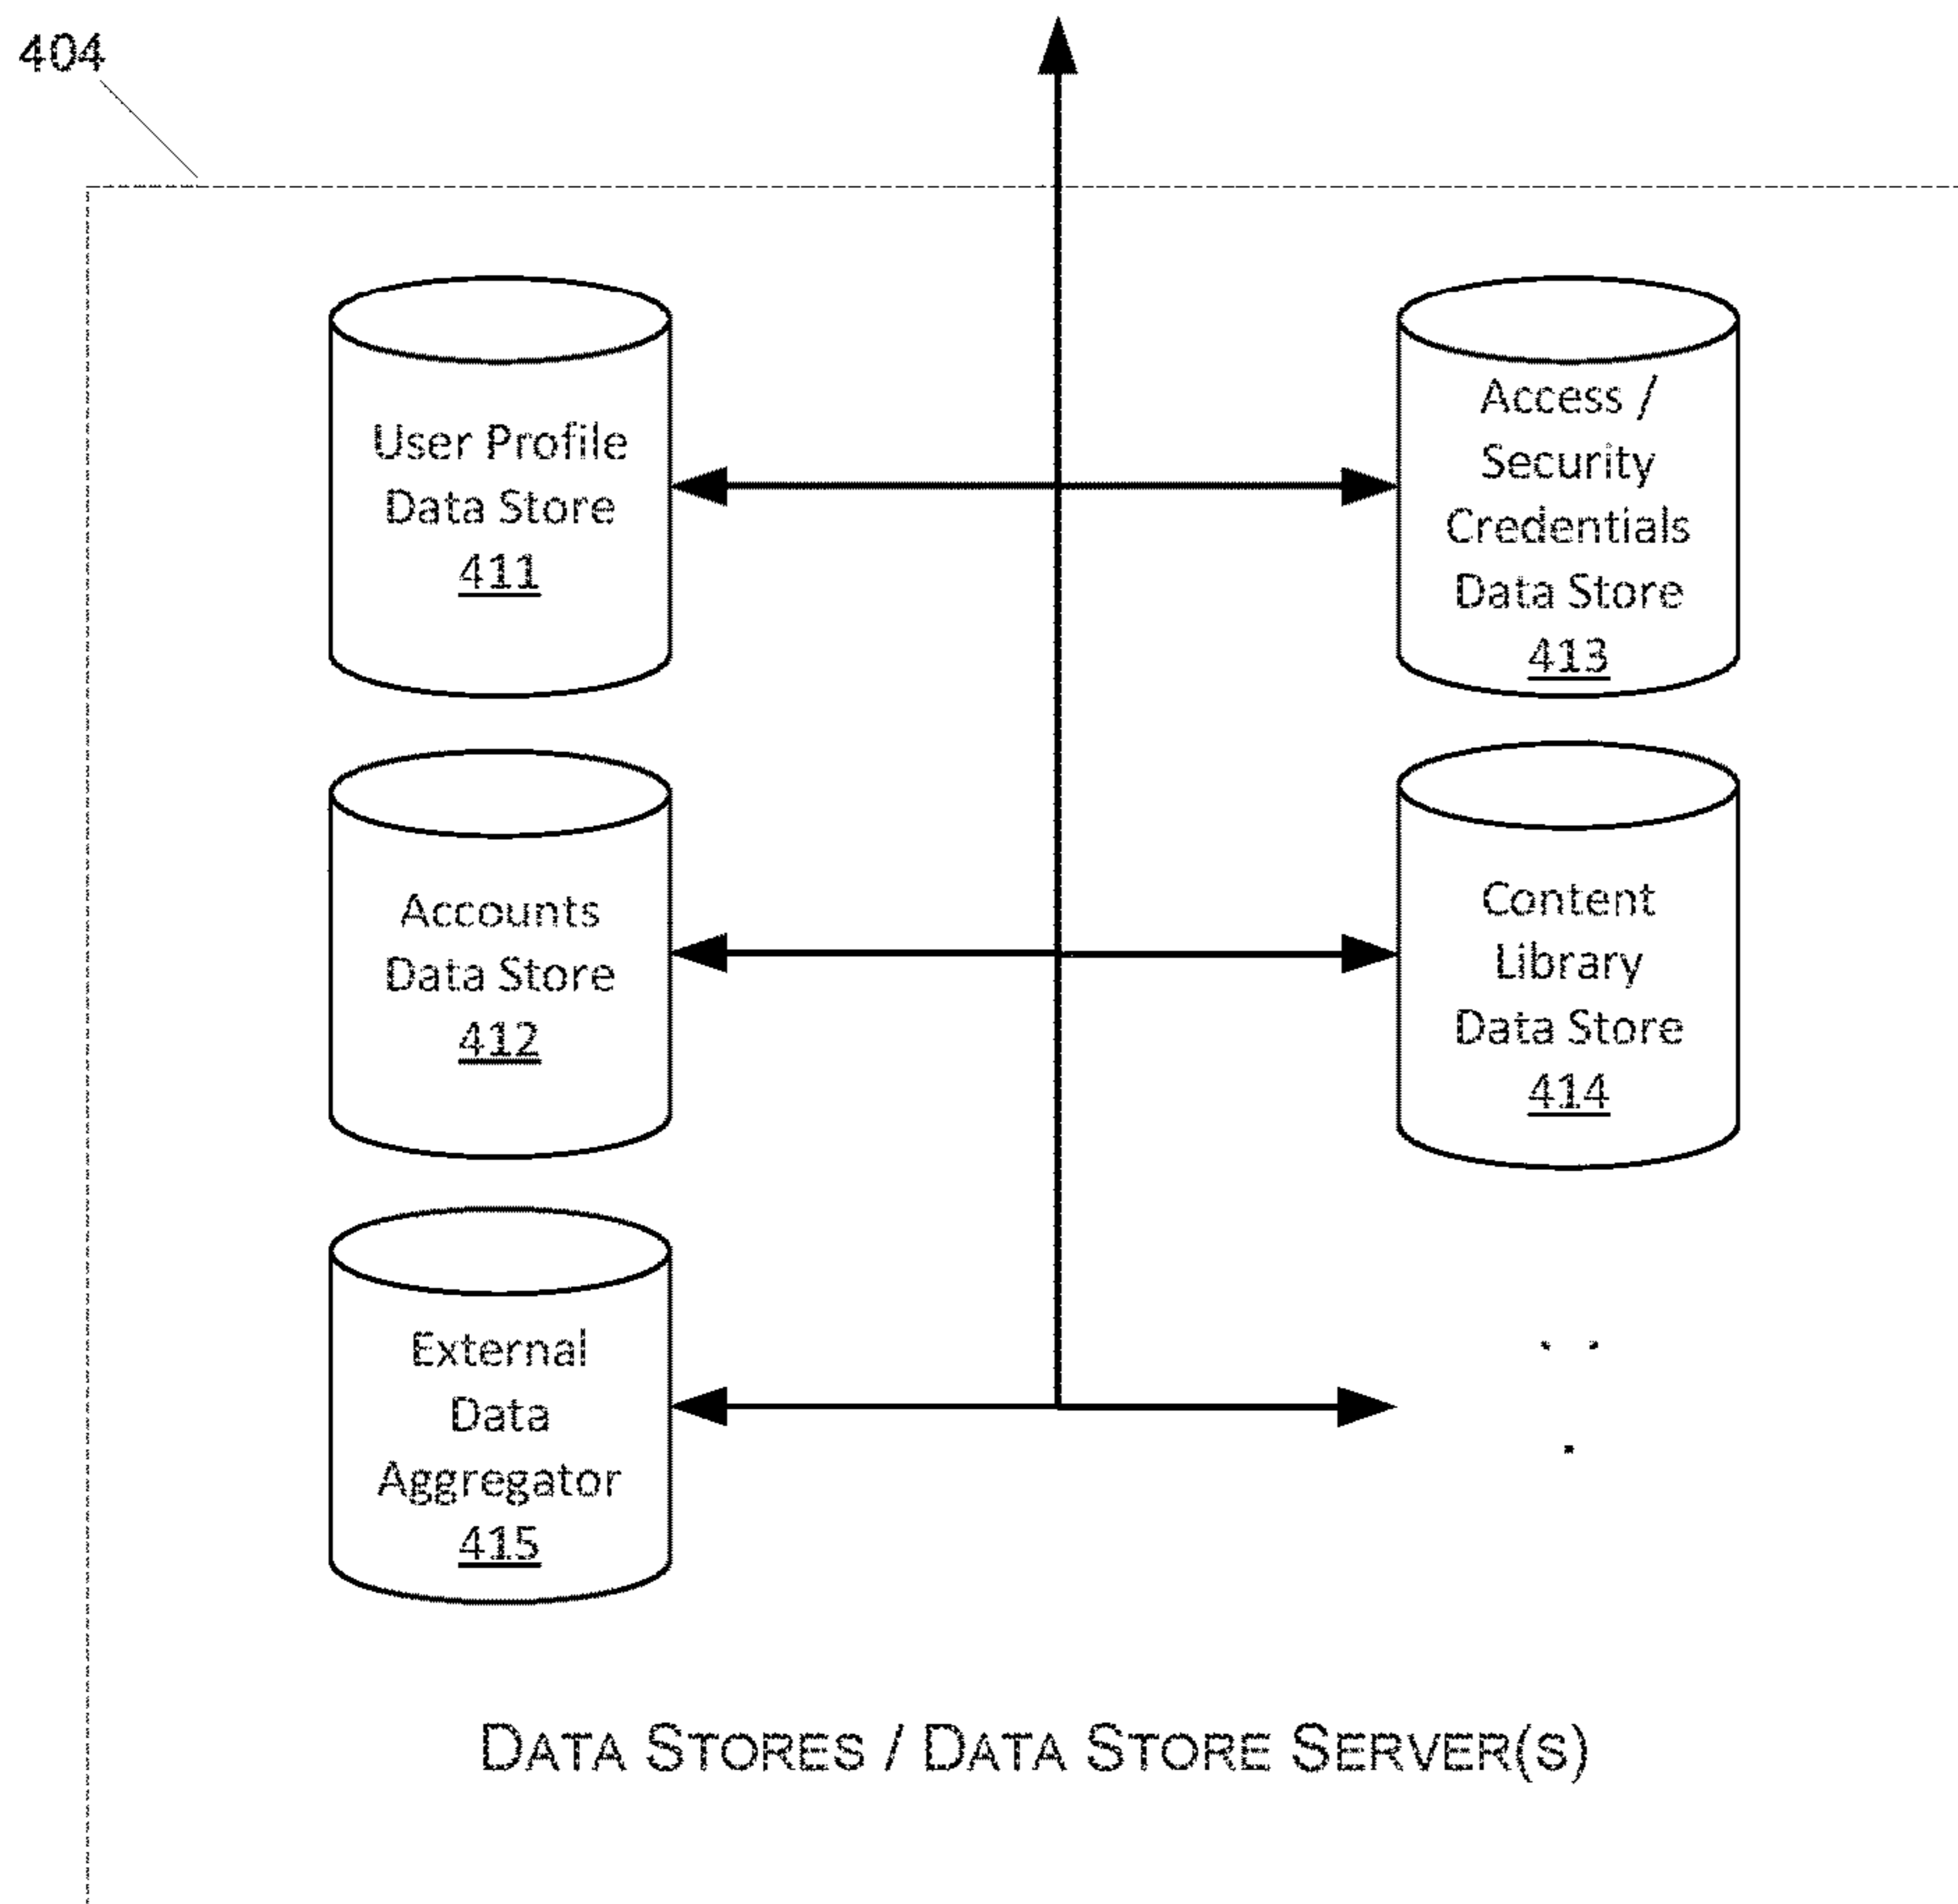 404
User Profile
Data Store
411
Access /
Security
Credentials
Data Store
413
Accounts
Data Store
412
Content
Library
Data Store
414
External
Data
Aggregator
415
DATA STORES / DATA STORE SERVER(S)